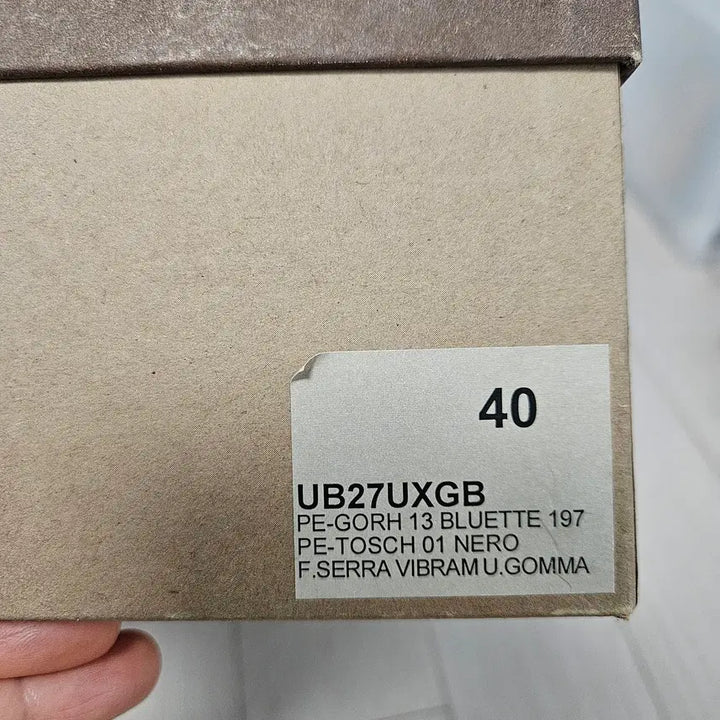 40
UB27UXGB
PE-GORH 13 BLUETTE 197
PE-TOSCH 01 NERO
F.SERRA VIBRAM U.GOMMA